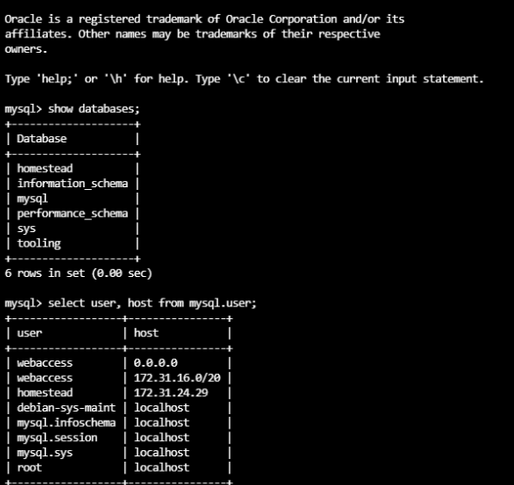 Oracle is a registered trademark of Oracle Corporation and/or its
affiliates. Other names may be trademarks of their respective
owners.
Type 'help;' or '\h' for help. Type '\c' to clear the current input statement.
mysql> show databases;
+--------------------+
| Database           |
+--------------------+
| homestead          |
| information_schema |
| mysql              |
| performance_schema |
| sys                |
| tooling            |
+--------------------+
6 rows in set (0.00 sec)
mysql> select user, host from mysql.user;
+------------------+----------------+
| user             | host           |
+------------------+----------------+
| webaccess        | 0.0.0.0        |
| webaccess        | 172.31.16.0/20 |
| homestead        | 172.31.24.29   |
| debian-sys-maint | localhost      |
| mysql.infoschema | localhost      |
| mysql.session    | localhost      |
| mysql.sys        | localhost      |
| root             | localhost      |
+------------------+----------------+